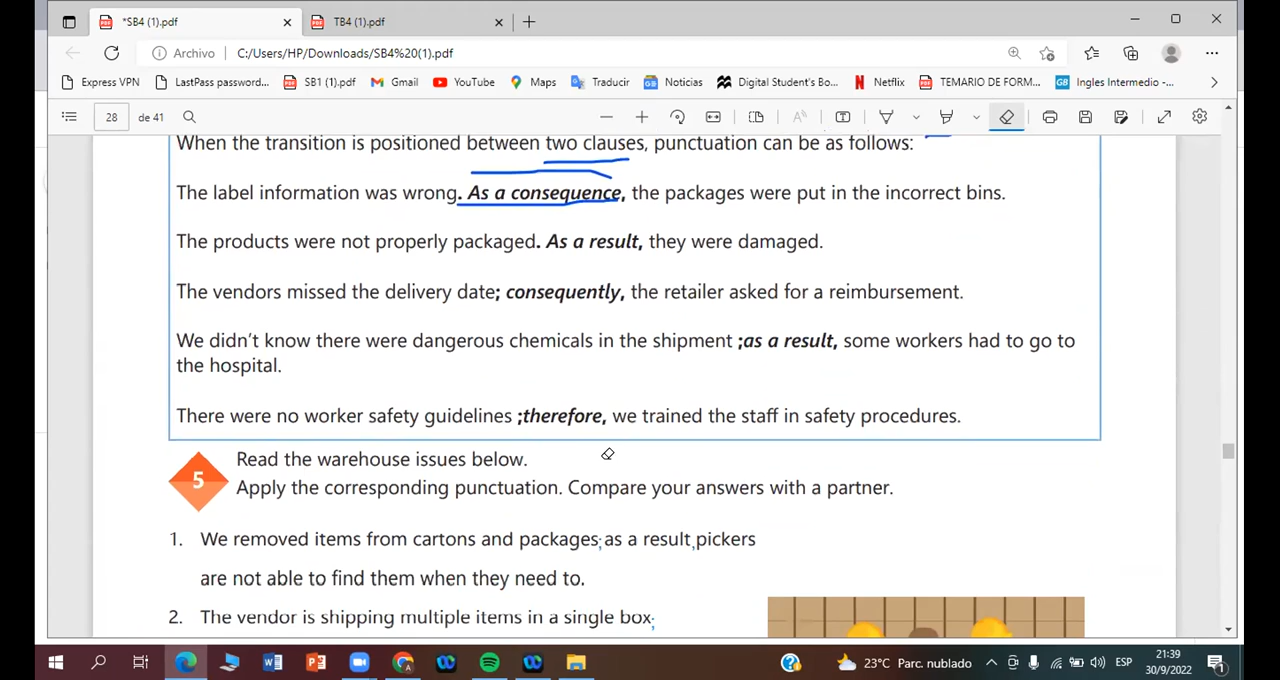 *SB4 (1).pdf
TB4 (1).pdf
Archivo C:/Users/HP/Downloads/SB4%20(1).pdf
Express VPN LastPass password... SB1 (1).pdf Gmail YouTube Maps Traducir Noticias Digital Student's Bo... Netflix TEMARIO DE FORM... GB Ingles Intermedio -...
28 de 41
When the transition is positioned between two clauses, punctuation can be as follows:
The label information was wrong. As a consequence, the packages were put in the incorrect bins.
The products were not properly packaged. As a result, they were damaged.
The vendors missed the delivery date; consequently, the retailer asked for a reimbursement.
We didn't know there were dangerous chemicals in the shipment ;as a result, some workers had to go to
the hospital.
There were no worker safety guidelines ;therefore, we trained the staff in safety procedures.
Read the warehouse issues below.
5
Apply the corresponding punctuation. Compare your answers with a partner.
1. We removed items from cartons and packages;as a result,pickers
are not able to find them when they need to.
2. The vendor is shipping multiple items in a single box;
23°C Parc. nublado ESP 21:39
30/9/2022